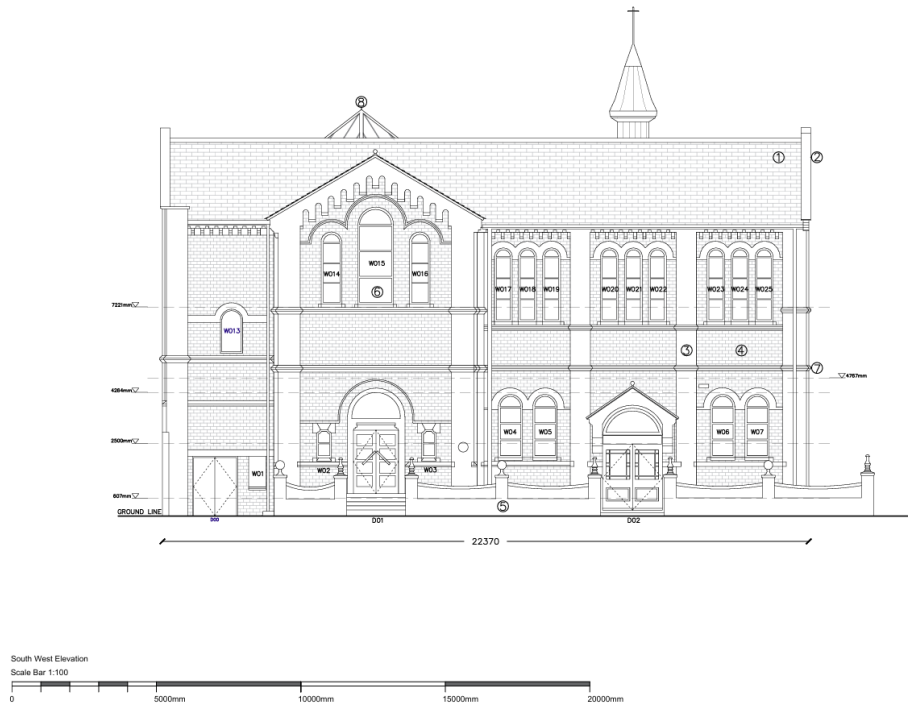 ⑧
① ②
W014 W015 W016
⑥
W017 W018 W019 W020 W021 W022 W023 W024 W025
7221mm
W013
③ ④
⑦
4767mm
4284mm
W04 W05 W06 W07
2500mm
W01 W02 W03
607mm
⑤
GROUND LINE
D00 D01 D02
22370
South West Elevation
Scale Bar 1:100
0 5000mm 10000mm 15000mm 20000mm